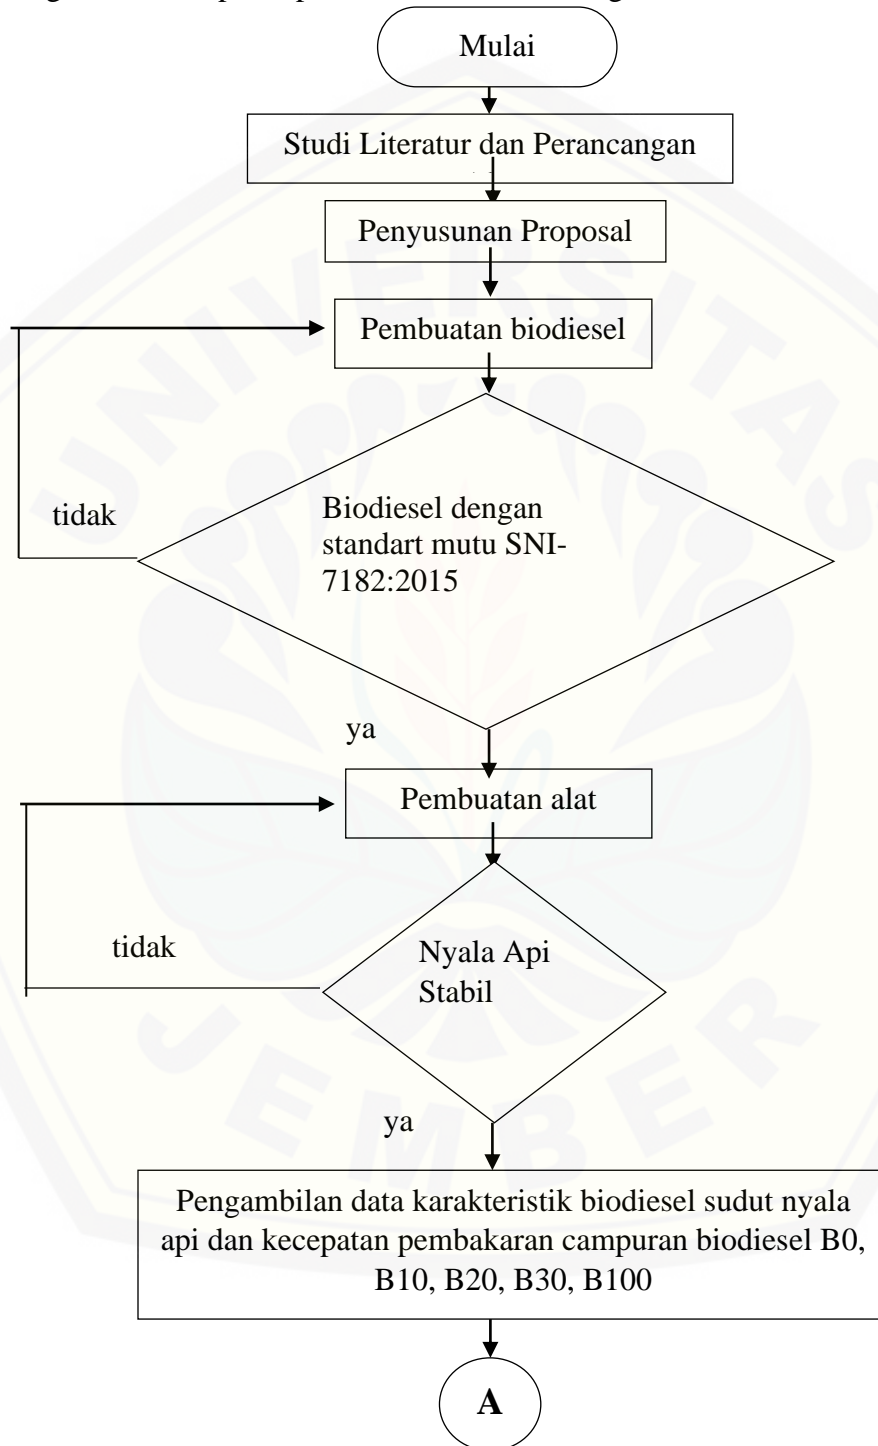 Mulai
Studi Literatur dan Perancangan
Penyusunan Proposal
Pembuatan biodiesel
tidak
Biodiesel dengan
standart mutu SNI-
7182:2015
ya
Pembuatan alat
tidak
Nyala Api
Stabil
ya
Pengambilan data karakteristik biodiesel sudut nyala
api dan kecepatan pembakaran campuran biodiesel B0,
B10, B20, B30, B100
A
UNIVERSITAS
JEMBER